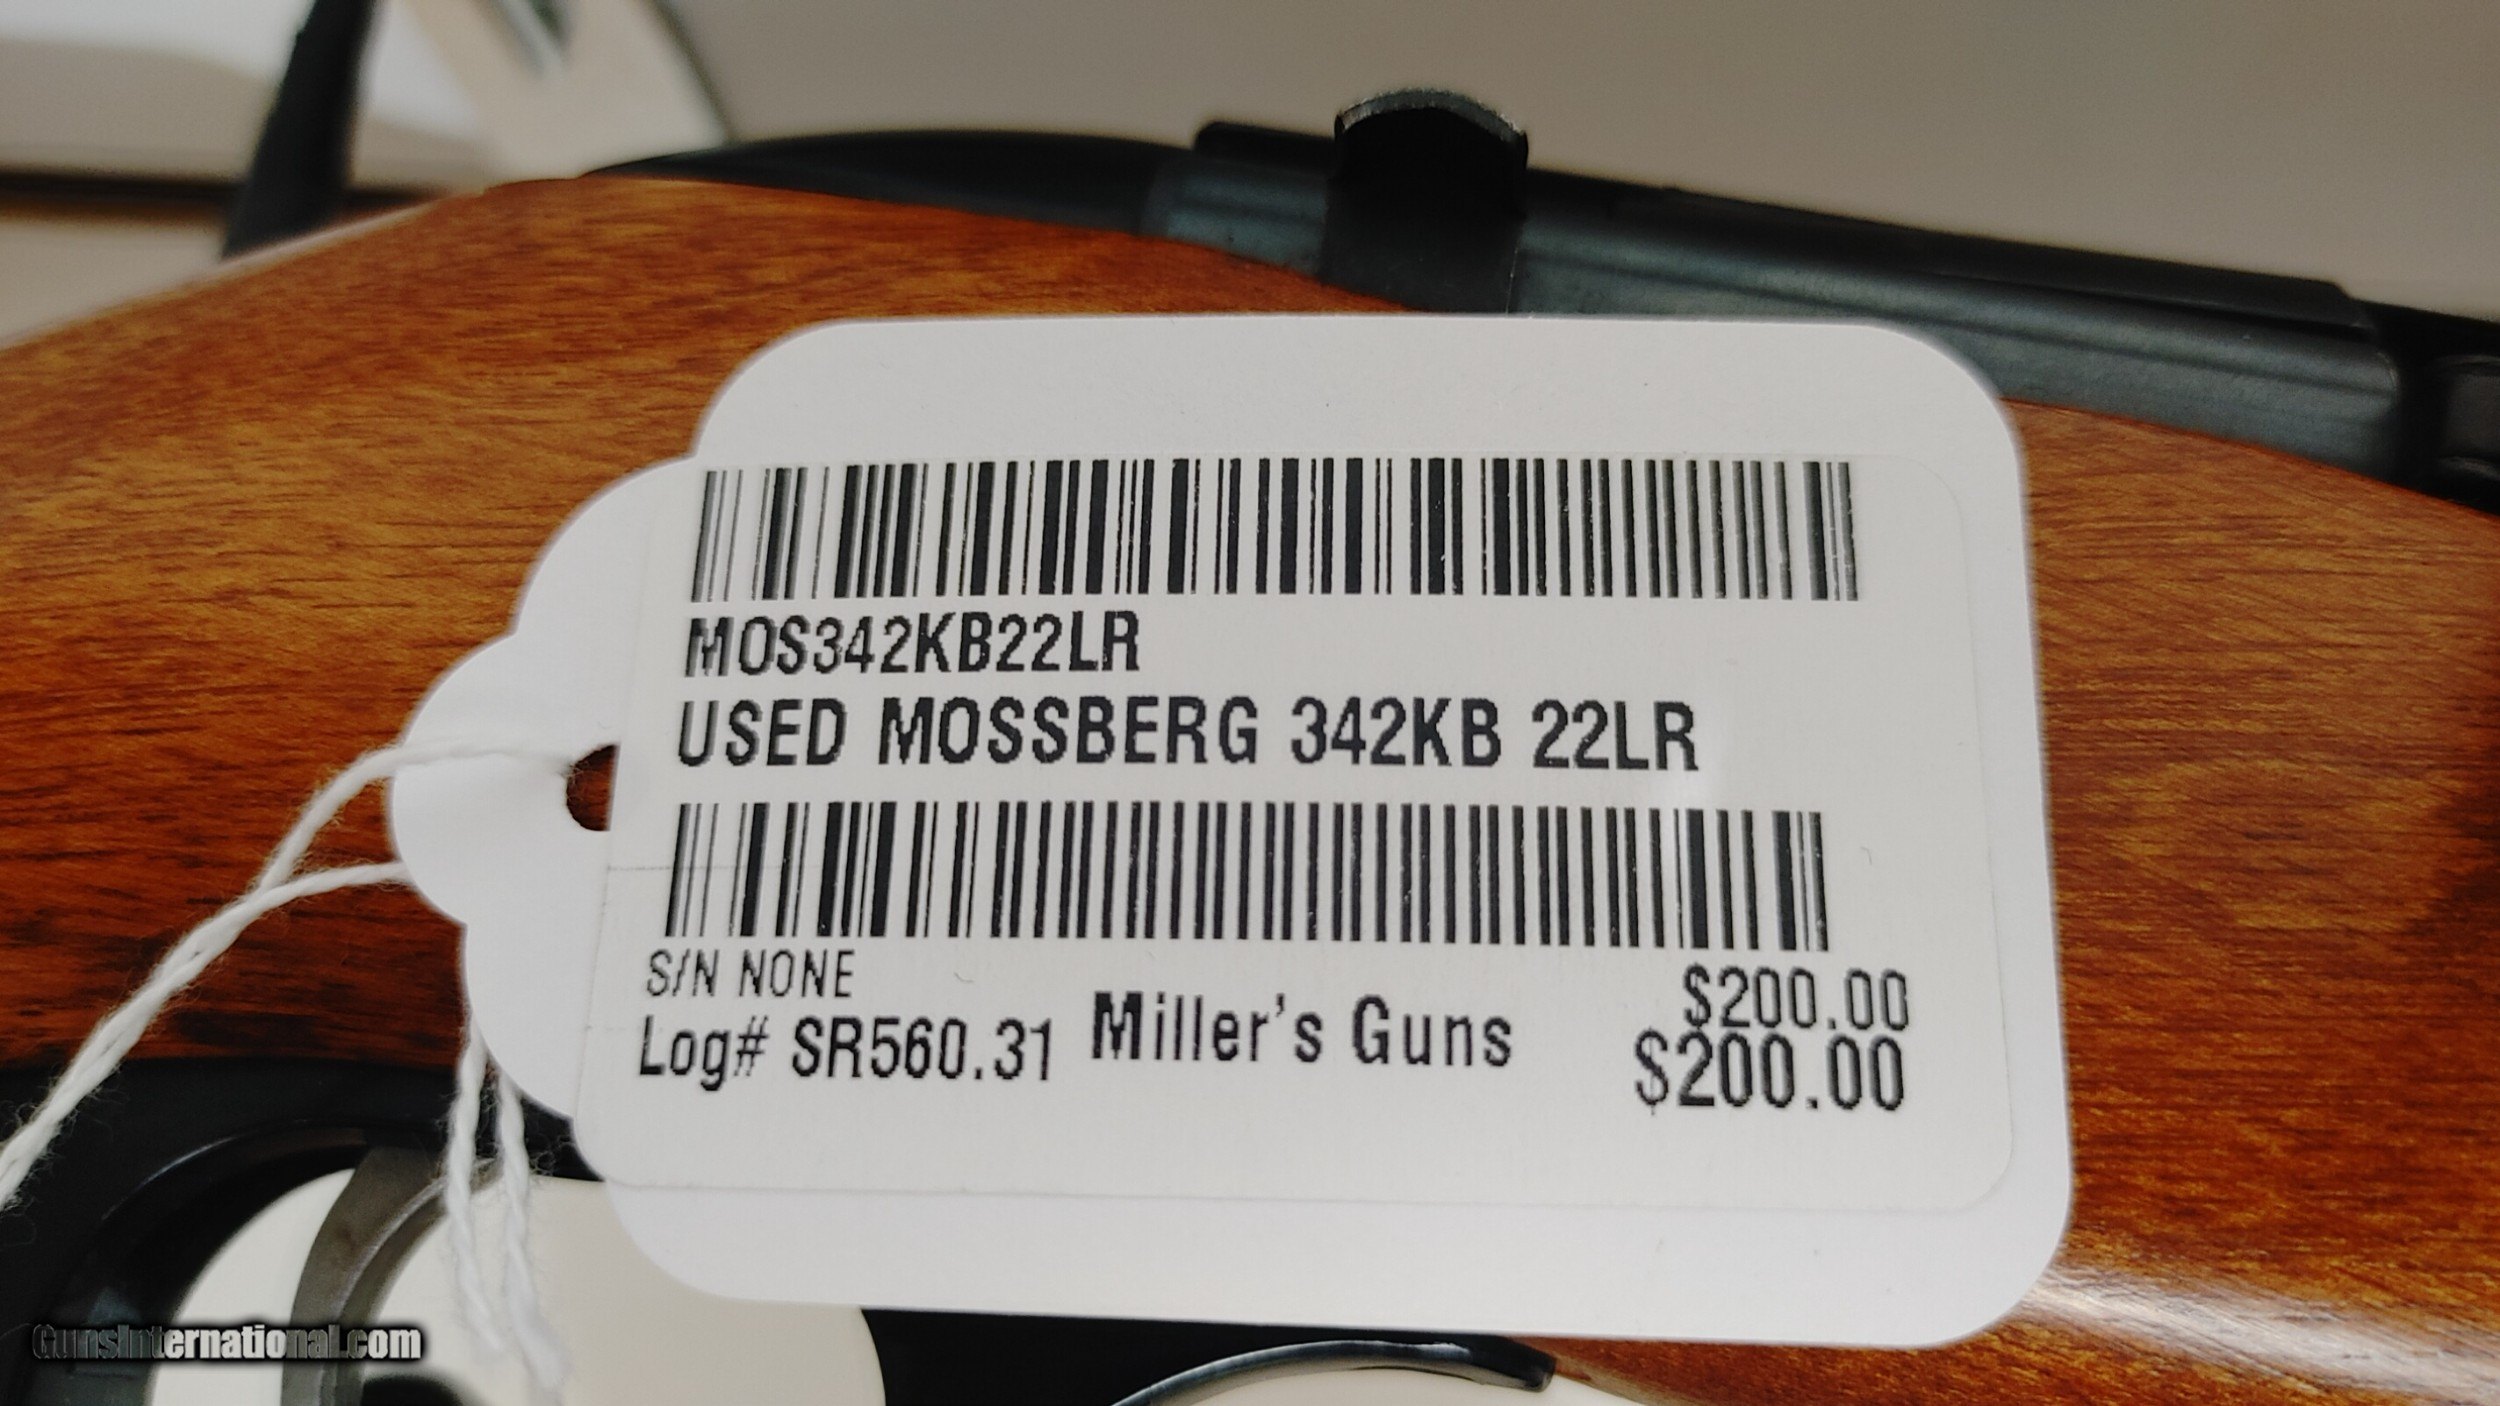 MOS342KB22LR
USED MOSSBERG 342KB 22LR
S/N NONE
$200.00
Log# SR560.31 Miller's Guns
$200.00
GunsInternational.com